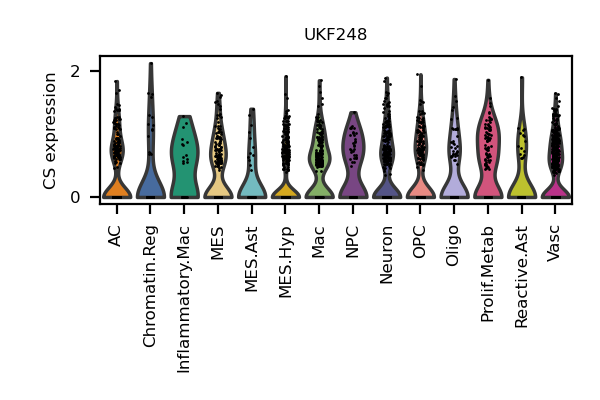 UKF248
CS expression
2
0
AC
Chromatin.Reg
Inflammatory.Mac
MES
MES.Ast
MES.Hyp
Mac
NPC
Neuron
OPC
Oligo
Prolif.Metab
Reactive.Ast
Vasc